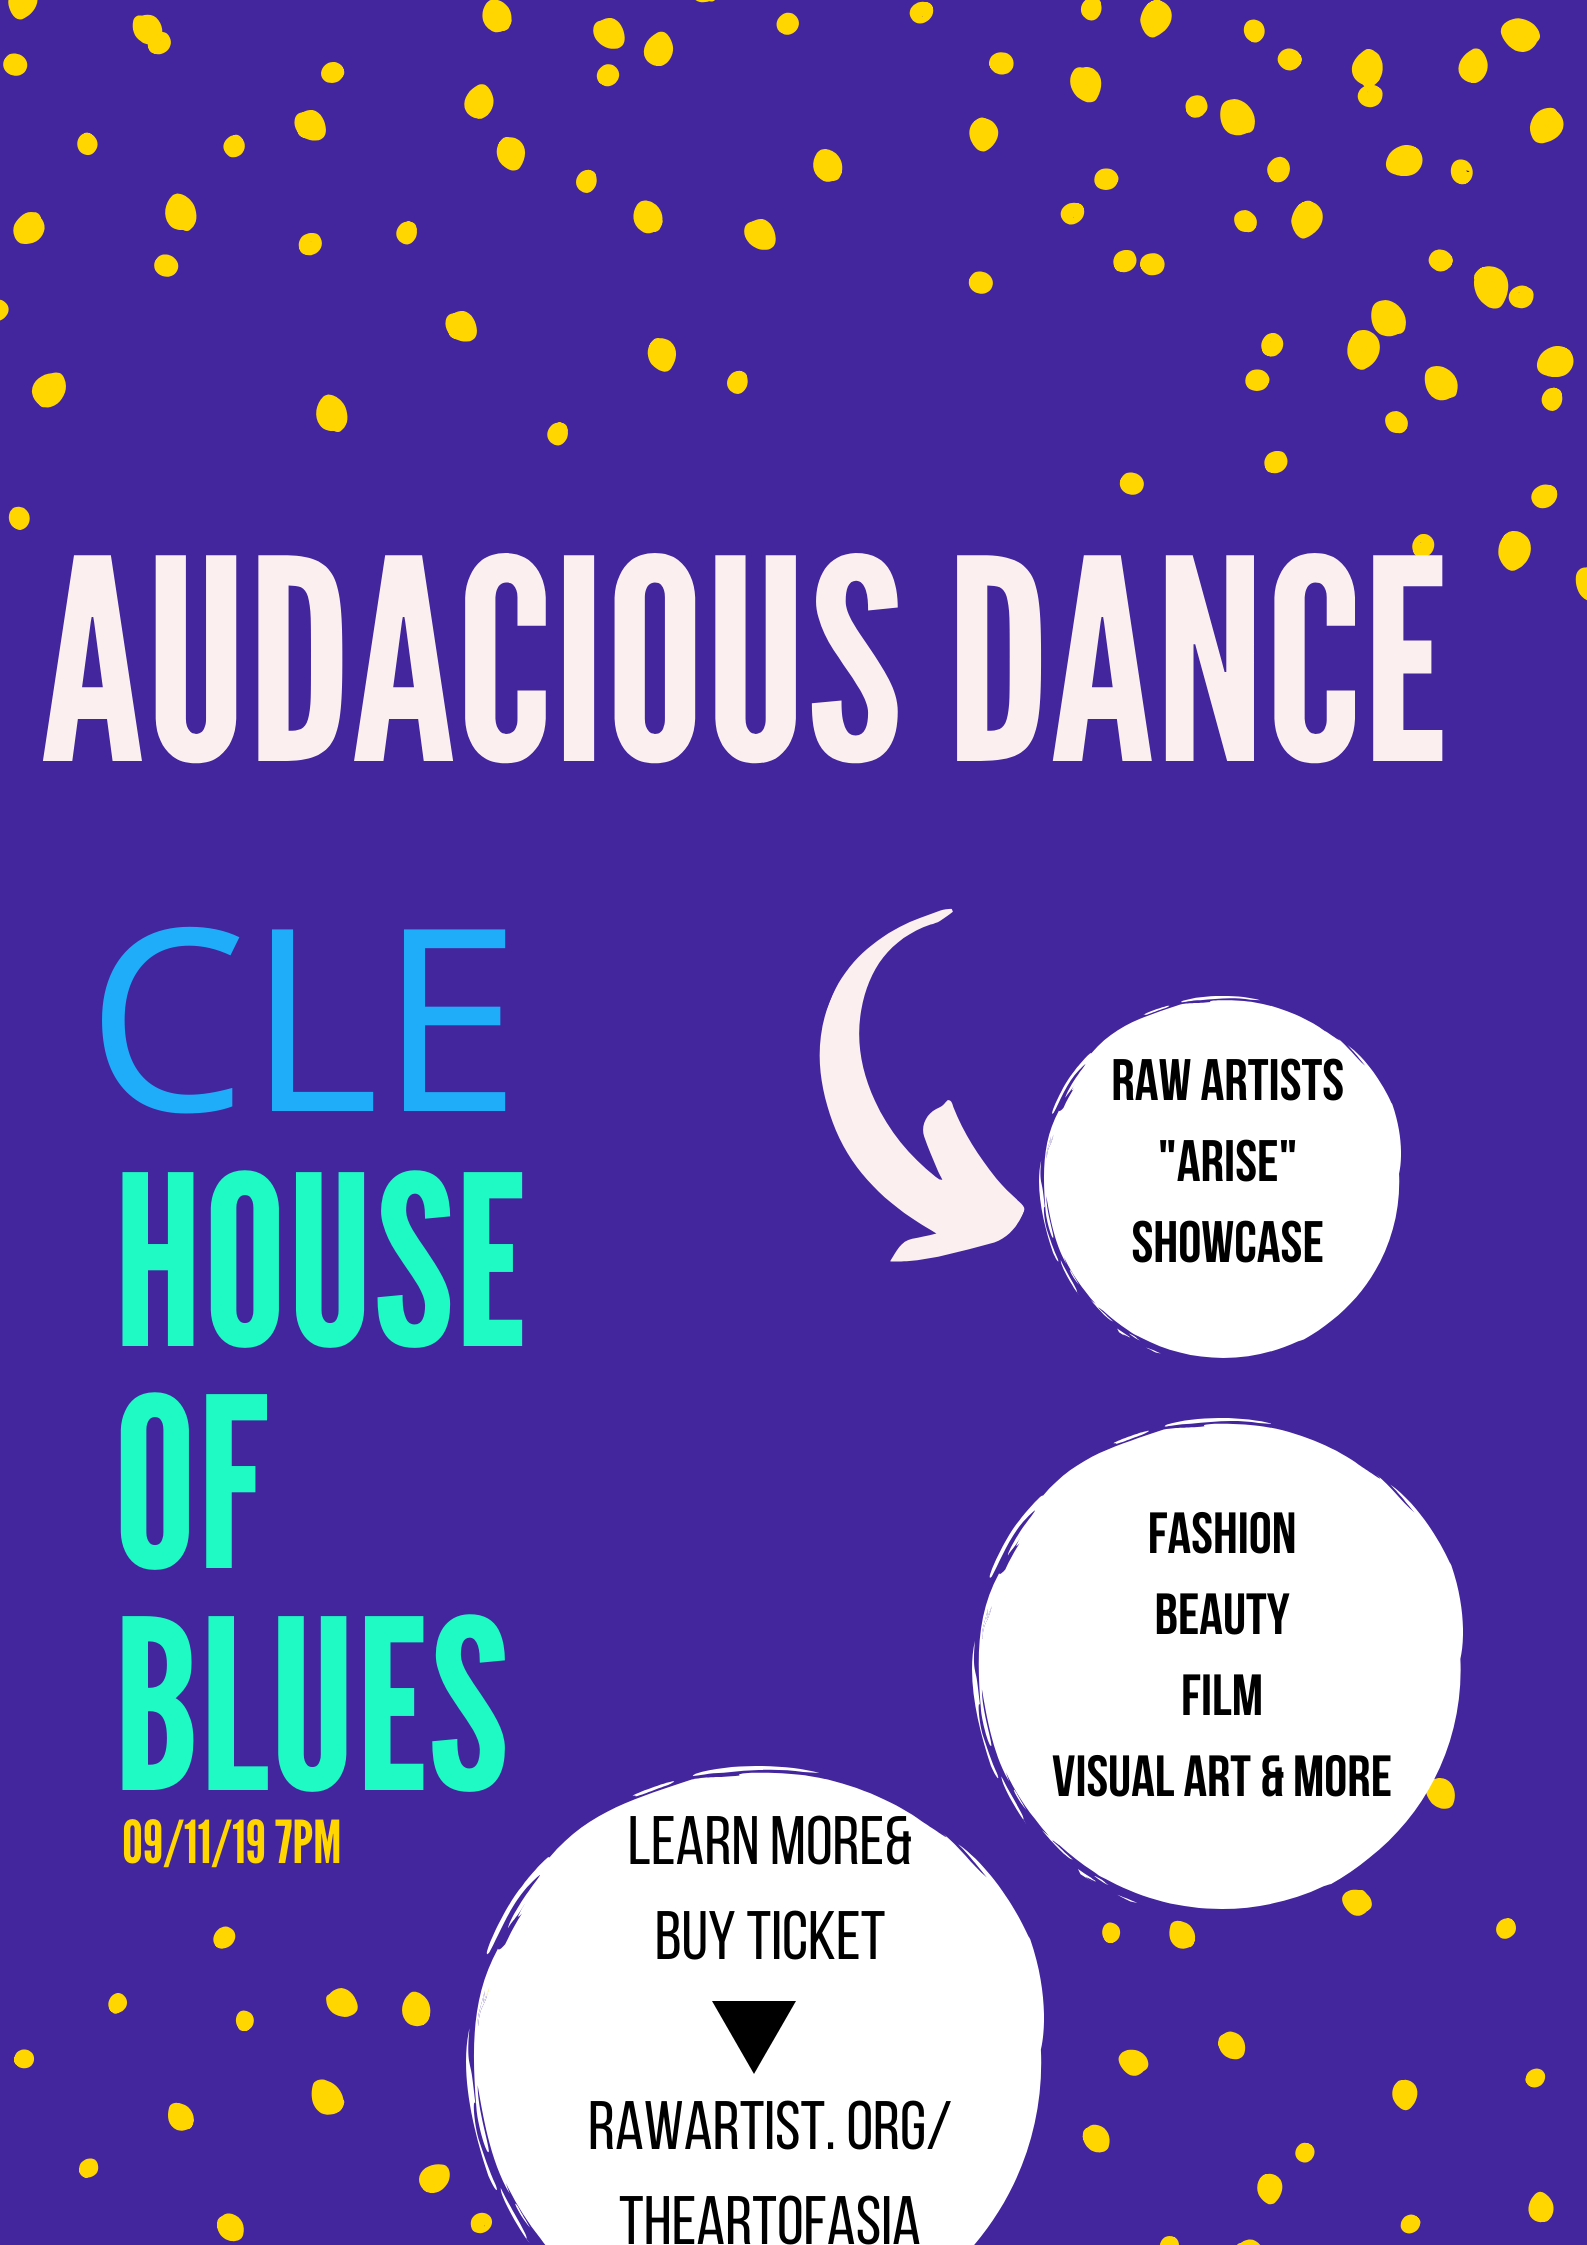 AUDACIOUS DANCE
CLE
HOUSE
OF
BLUES
09/11/19 7PM
RAW ARTISTS
"ARISE"
SHOWCASE
FASHION
BEAUTY
FILM
VISUAL ART & MORE
LEARN MORE&
BUY TICKET
RAWARTIST. ORG/
THEARTOFASIA